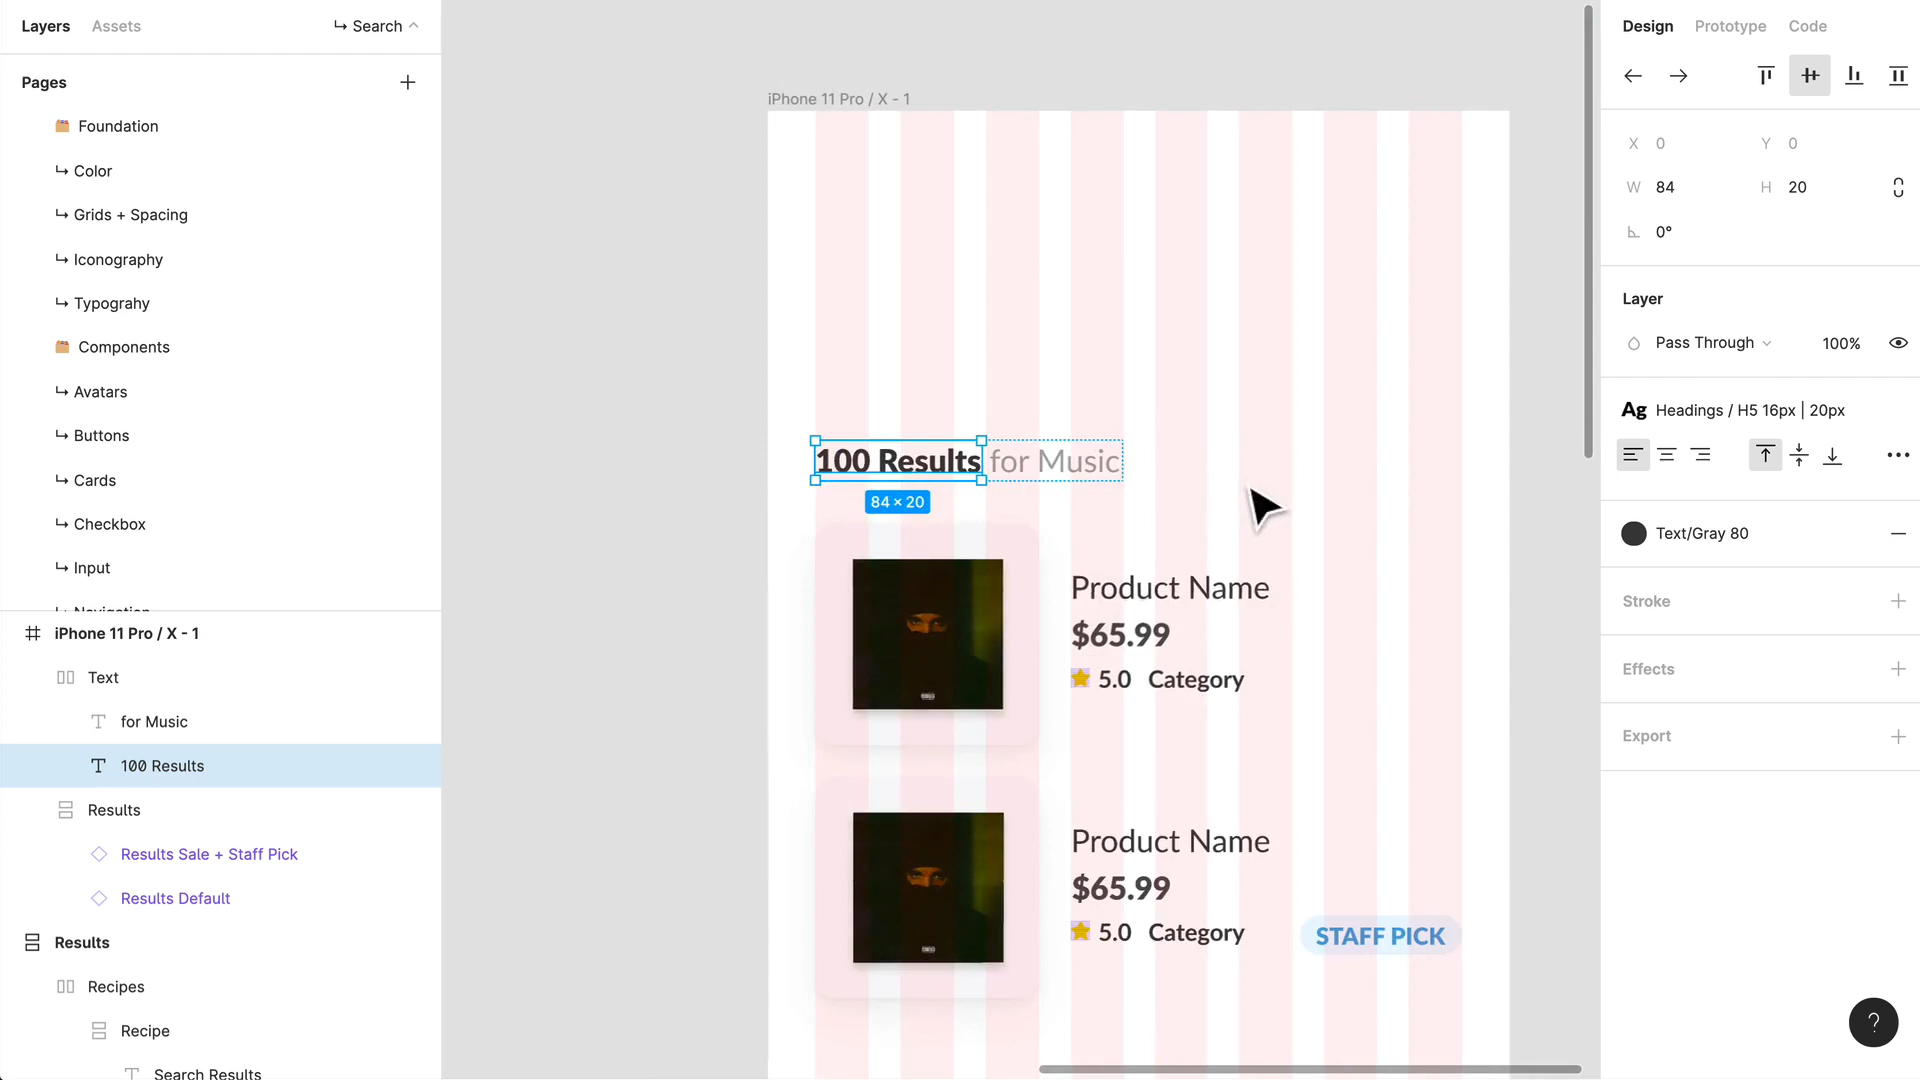 Layers
Assets
↳ Search
Pages
Foundation
↳ Color
↳ Grids + Spacing
↳ Iconography
↳ Typograhy
Components
↳ Avatars
↳ Buttons
↳ Cards
↳ Checkbox
↳ Input
↳ Navigation
iPhone 11 Pro / X - 1
Text
for Music
100 Results
Results
Results Sale + Staff Pick
Results Default
Results
Recipes
Recipe
Search Results
iPhone 11 Pro / X - 1
100 Results for Music
84 × 20
Product Name
$65.99
5.0 Category
Product Name
$65.99
5.0 Category
STAFF PICK
Design
Prototype
Code
X 0
Y 0
W 84
H 20
0°
Layer
Pass Through
100%
Ag Headings / H5 16px | 20px
Text/Gray 80
Stroke
Effects
Export
?